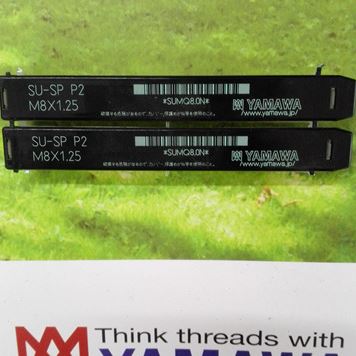 SU-SP P2
M8X1.25
*SUMQ8.0N*
YAMAWA
/www.yamawa.jp/
SU-SP P2
M8X1.25
*SUMQ8.0N*
YAMAWA
/www.yamawa.jp/
Think threads with
YAMAWA